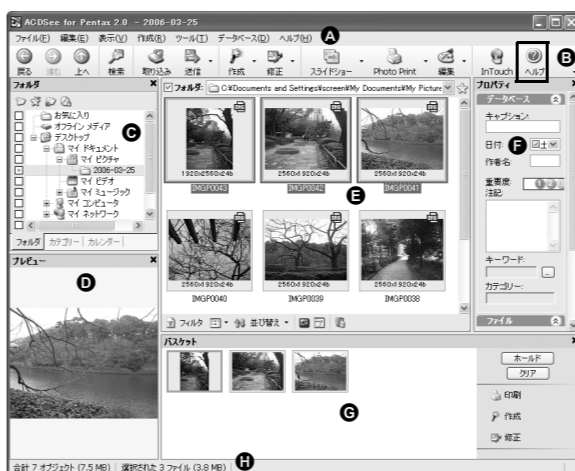 ACDSee for Pentax 2.0 - 2006-03-25
ファイル(F) 編集(E) 表示(V) 作成(R) ツール(T) データベース(D) ヘルプ(H)
A
戻る 進む 上へ 検索 取り込み 送信 作成 修正 スライドショー Photo Print 編集 InTouch ヘルプ
B
フォルダ
お気に入り
オフライン メディア
デスクトップ
マイ ドキュメント
マイ ピクチャ
2006-03-25
マイ ビデオ
マイ ミュージック
マイ コンピュータ
マイ ネットワーク
C
フォルダ カテゴリー カレンダー
プレビュー
D
フォルダ: C:¥Documents and Settings¥screen¥My Documents¥My Picture
1920x2560x24b 2560x1920x24b 2560x1920x24b
IMGP0043 IMGP0042 IMGP0041
E
2560x1920x24b 2560x1920x24b 2560x1920x24b
IMGP0040 IMGP0039 IMGP0038
フィルタ 並び替え
プロパティ
データベース
キャプション:
日付: 土
F
作者名:
重要度:
注記:
キーワード:
...
カテゴリー:
ファイル
バスケット
G
ホールド
クリア
印刷
作成
修正
合計 7 オブジェクト (7.5 MB) 選択された 3 ファイル (3.8 MB)
H